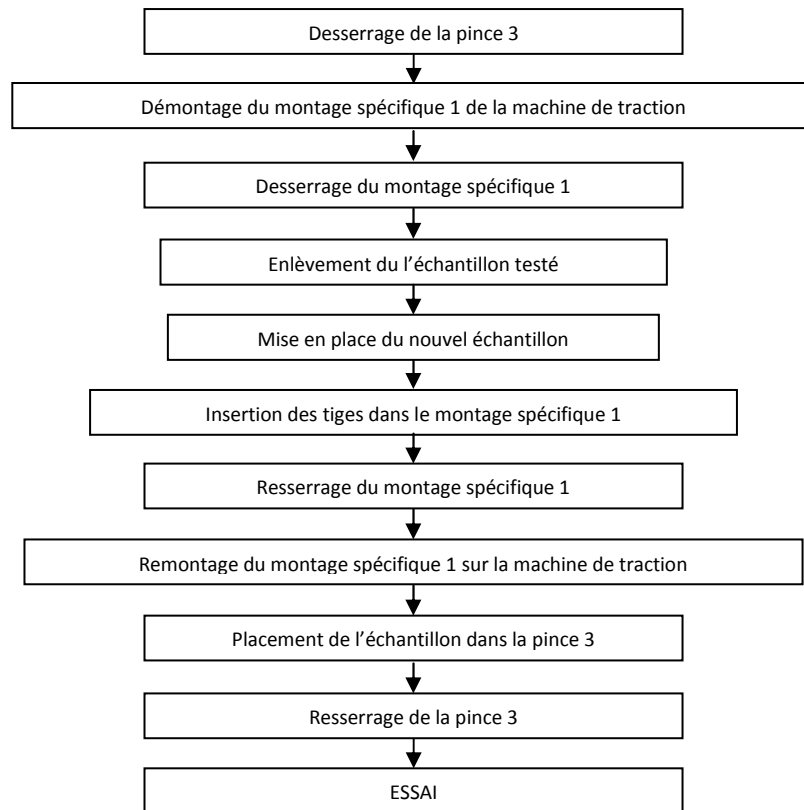 Desserrage de la pince 3
Démontage du montage spécifique 1 de la machine de traction
Desserrage du montage spécifique 1
Enlèvement du l’échantillon testé
Mise en place du nouvel échantillon
Insertion des tiges dans le montage spécifique 1
Resserrage du montage spécifique 1
Remontage du montage spécifique 1 sur la machine de traction
Placement de l’échantillon dans la pince 3
Resserrage de la pince 3
ESSAI